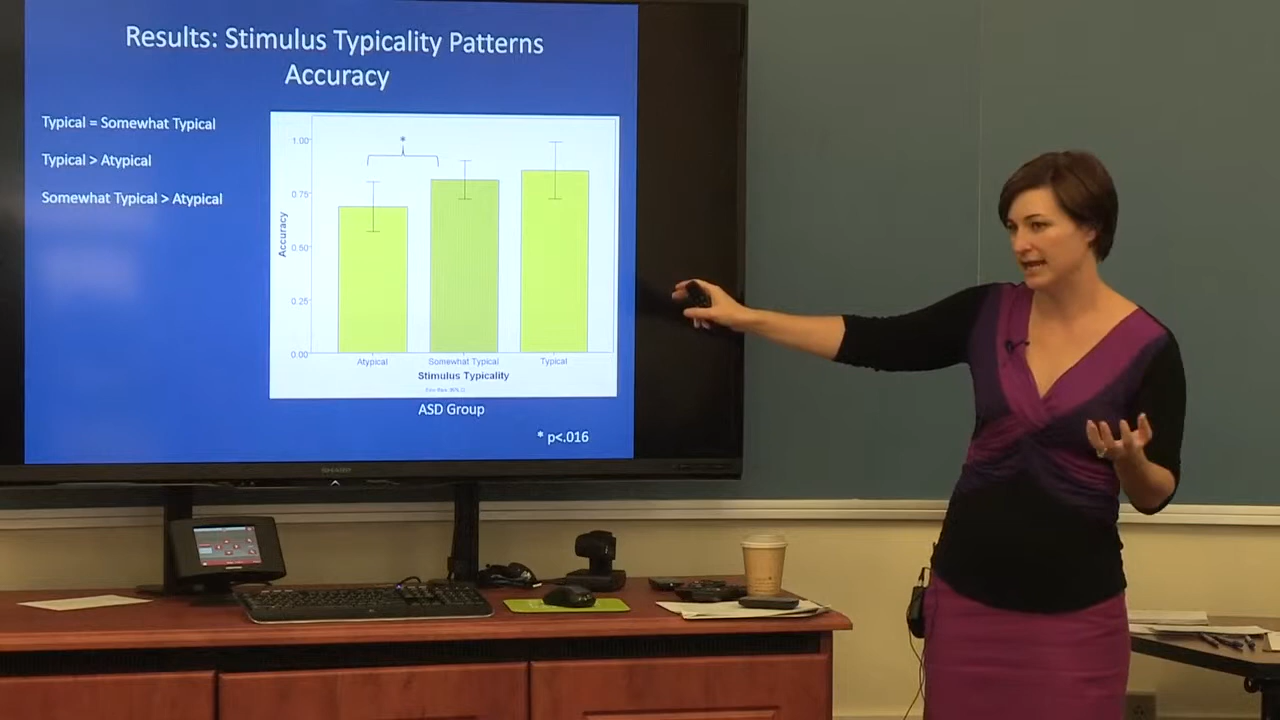 Results: Stimulus Typicality Patterns
Accuracy
Typical = Somewhat Typical
Typical > Atypical
Somewhat Typical > Atypical
*
1.00
0.75
0.50
0.25
0.00
Accuracy
Atypical
Somewhat Typical
Typical
Stimulus Typicality
ASD Group
* p<.016
SHARP